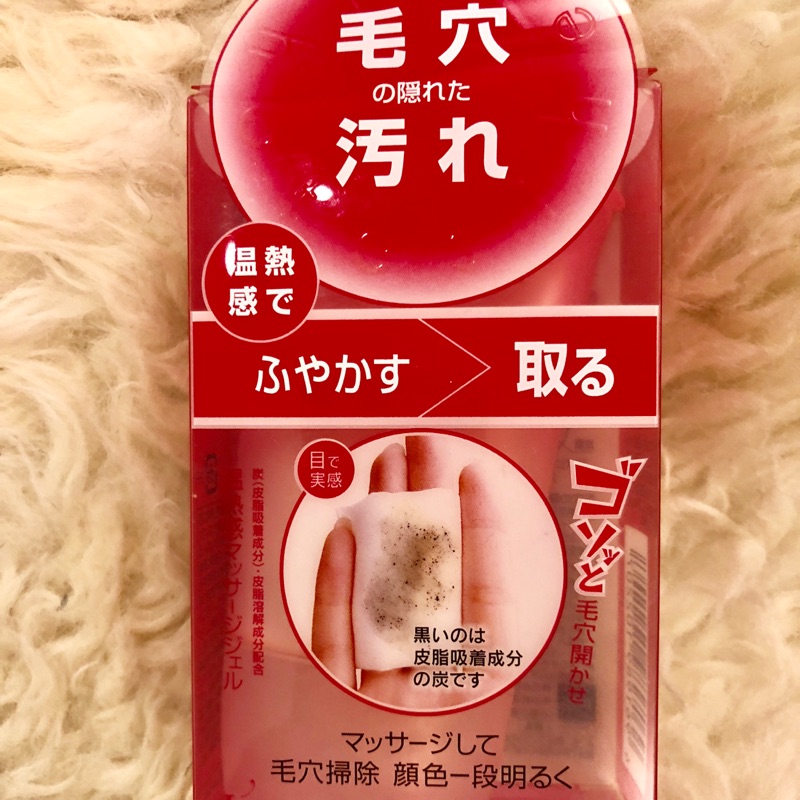 毛穴
の隠れた
汚れ
温熱
感で
ふやかす
取る
目で
実感
ゴソッと
毛穴開かせ
炭(皮脂吸着成分)・皮脂溶解成分配合
温熱感マッサージジェル
黒いのは
皮脂吸着成分
の炭です
マッサージして
毛穴掃除 顔色一段明るく